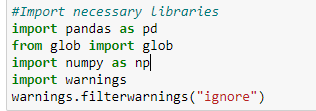 #Import necessary libraries
import pandas as pd
from glob import glob
import numpy as np
import warnings
warnings.filterwarnings("ignore")